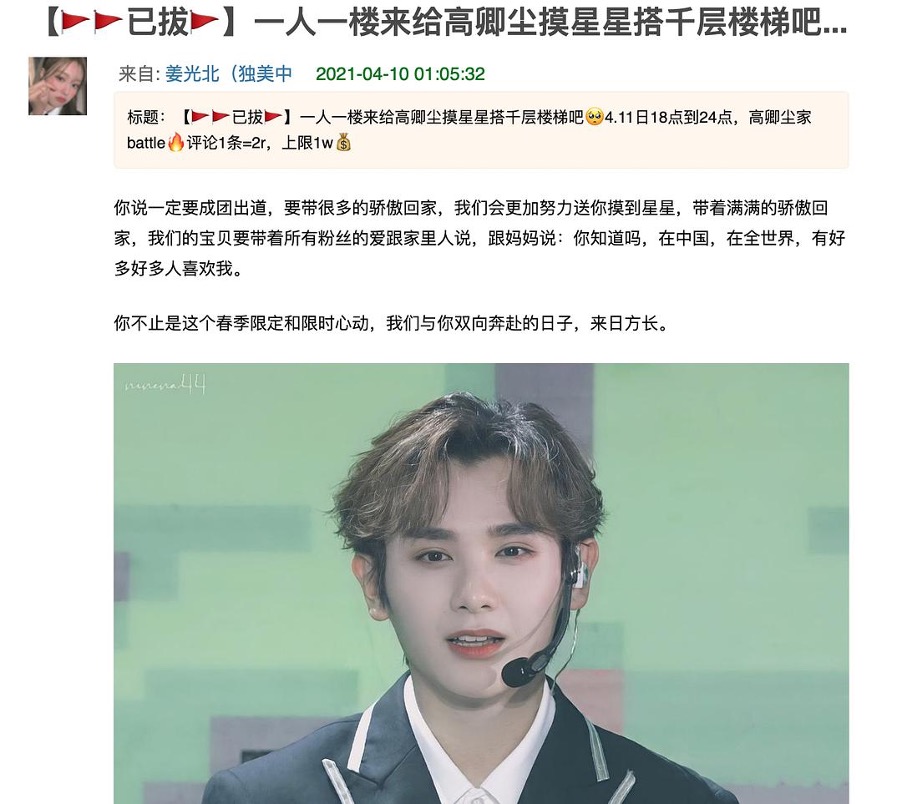 【🚩🚩已拔🚩】一人一楼来给高卿尘摸星星搭千层楼梯吧...
来自: 姜光北（独美中 2021-04-10 01:05:32
标题：【🚩🚩已拔🚩】一人一楼来给高卿尘摸星星搭千层楼梯吧🥺4.11日18点到24点，高卿尘家
battle🔥评论1条=2r，上限1w💰
你说一定要成团出道，要带很多的骄傲回家，我们会更加努力送你摸到星星，带着满满的骄傲回
家，我们的宝贝要带着所有粉丝的爱跟家里人说，跟妈妈说：你知道吗，在中国，在全世界，有好
多好多人喜欢我。
你不止是这个春季限定和限时心动，我们与你双向奔赴的日子，来日方长。